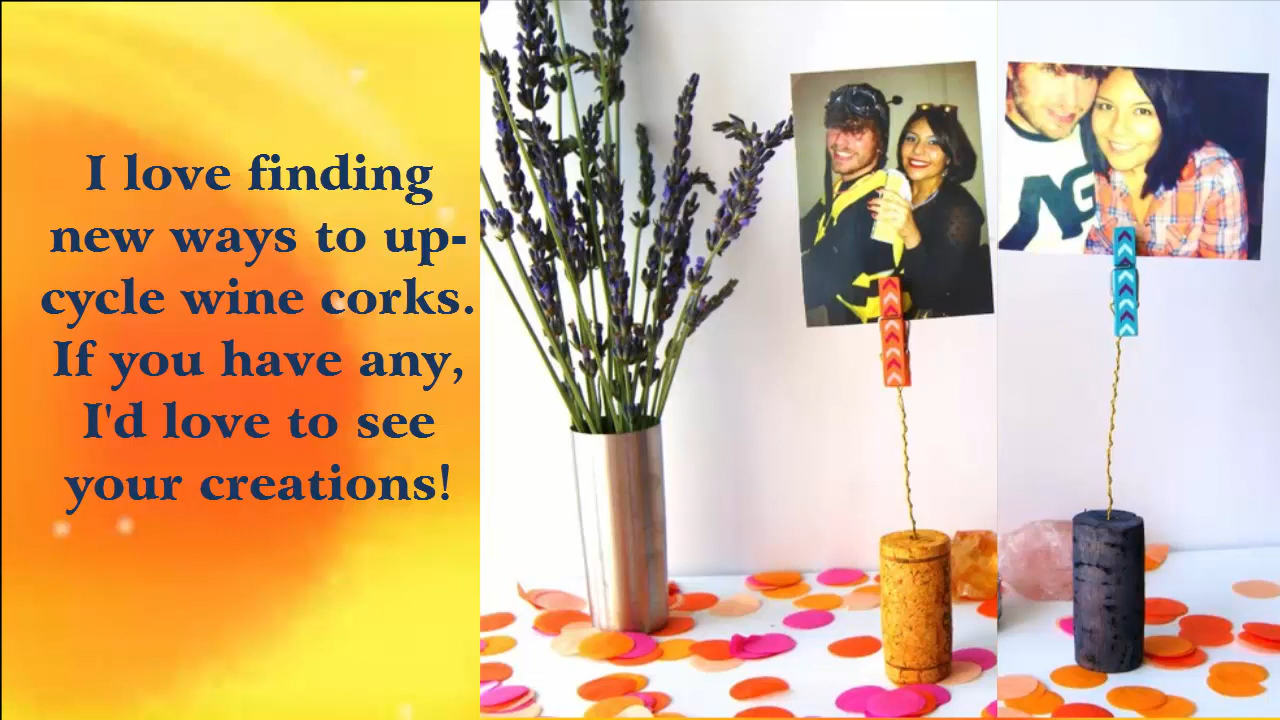 I love finding
new ways to up-
cycle wine corks.
If you have any,
I'd love to see
your creations!